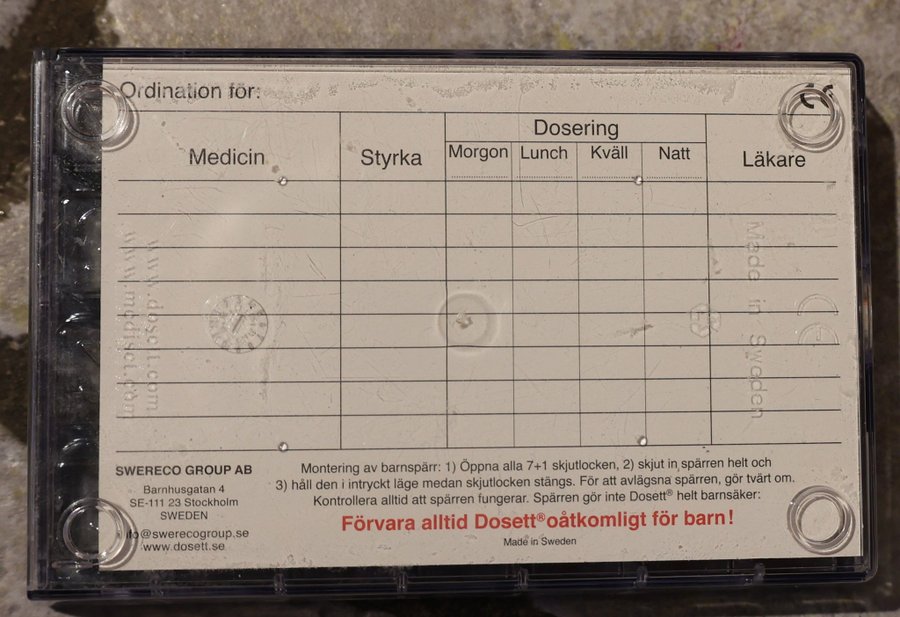 Ordination för:
CE
Medicin Styrka Dosering Läkare
Morgon Lunch Kväll Natt
www.dosett.com
www.medisei.com
Made in Sweden
CE
SWERECO GROUP AB
Barnhusgatan 4
SE-111 23 Stockholm
SWEDEN
info@swerecogroup.se
www.dosett.se
Montering av barnspärr: 1) Öppna alla 7+1 skjutlocken, 2) skjut in spärren helt och
3) håll den i intryckt läge medan skjutlocken stängs. För att avlägsna spärren, gör tvärt om.
Kontrollera alltid att spärren fungerar. Spärren gör inte Dosett® helt barnsäker:
Förvara alltid Dosett® oåtkomligt för barn!
Made in Sweden